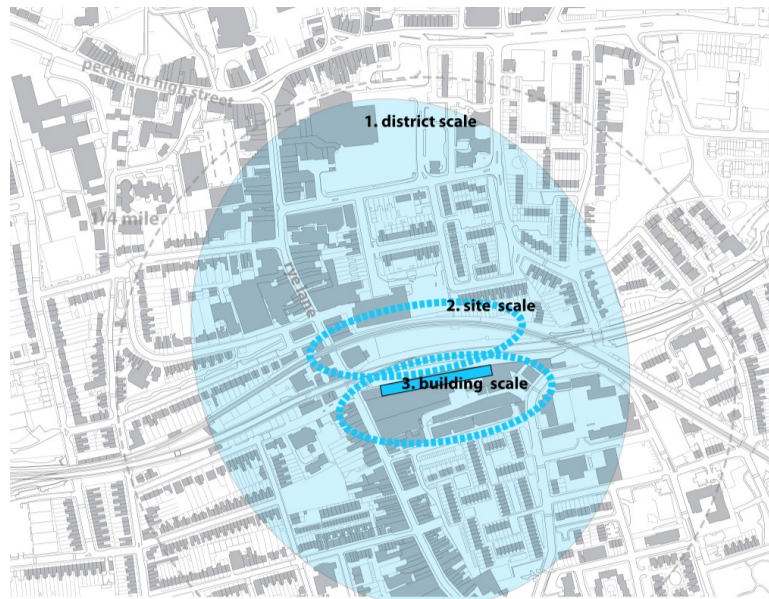 peckham high street
1. district scale
1/4 mile
rye lane
2. site scale
3. building scale